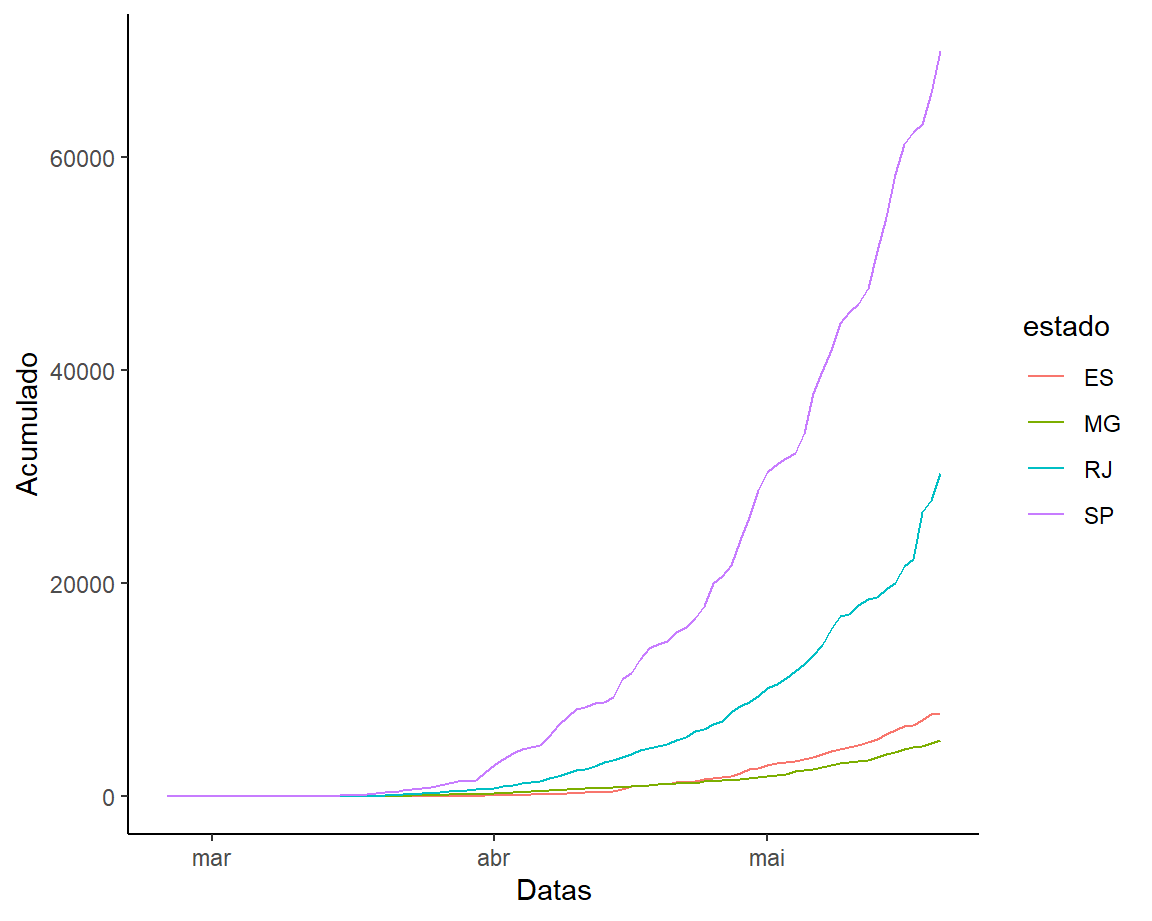 Acumulado
60000
40000
20000
0
mar abr mai
Datas
estado
ES
MG
RJ
SP